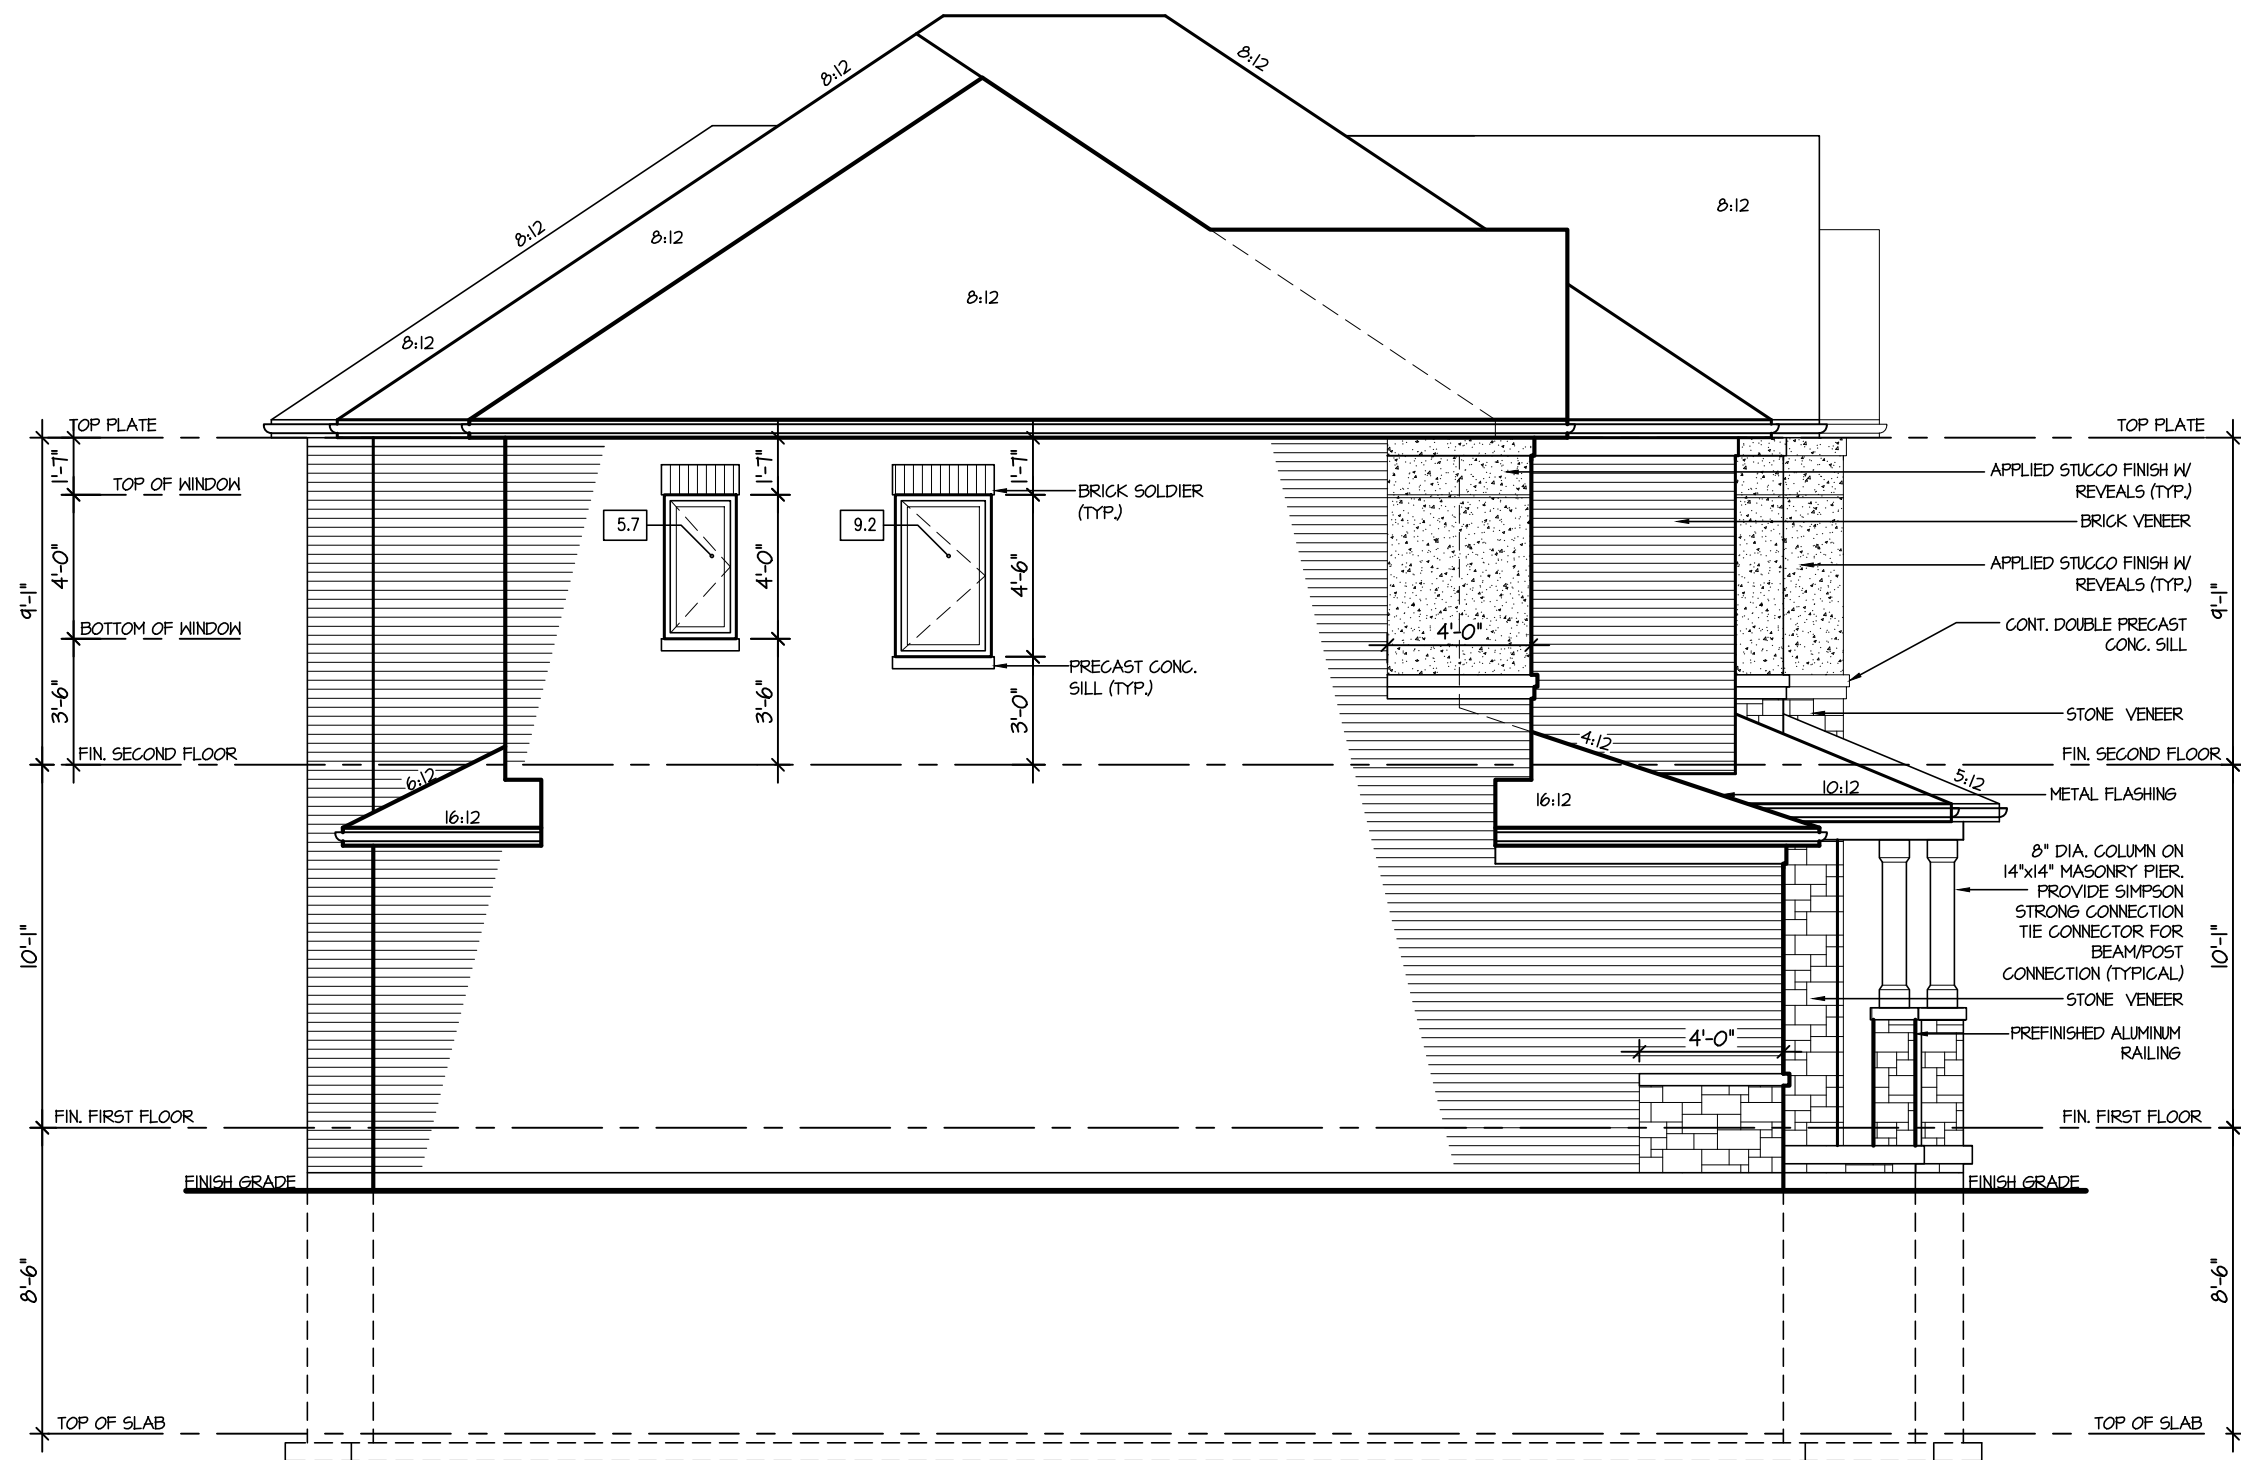 8:12
8:12
8:12
8:12
8:12
8:12
8:12
8:12
TOP PLATE
TOP PLATE
1'-7"
1'-7"
1'-7"
TOP OF WINDOW
BRICK SOLDIER
(TYP.)
APPLIED STUCCO FINISH W/
REVEALS (TYP.)
BRICK VENEER
5.7
9.2
4'-0"
4'-0"
4'-6"
APPLIED STUCCO FINISH W/
REVEALS (TYP.)
9'-1"
9'-1"
BOTTOM OF WINDOW
4'-0"
CONT. DOUBLE PRECAST
CONC. SILL
PRECAST CONC.
SILL (TYP.)
3'-6"
3'-6"
3'-0"
STONE VENEER
FIN. SECOND FLOOR
4:12
FIN. SECOND FLOOR
6:12
16:12
16:12
10:12
5:12
METAL FLASHING
8" DIA. COLUMN ON
14"x14" MASONRY PIER.
PROVIDE SIMPSON
STRONG CONNECTION
TIE CONNECTOR FOR
BEAM/POST
CONNECTION (TYPICAL)
10'-1"
10'-1"
STONE VENEER
4'-0"
PREFINISHED ALUMINUM
RAILING
FIN. FIRST FLOOR
FIN. FIRST FLOOR
FINISH GRADE
FINISH GRADE
8'-6"
8'-6"
TOP OF SLAB
TOP OF SLAB